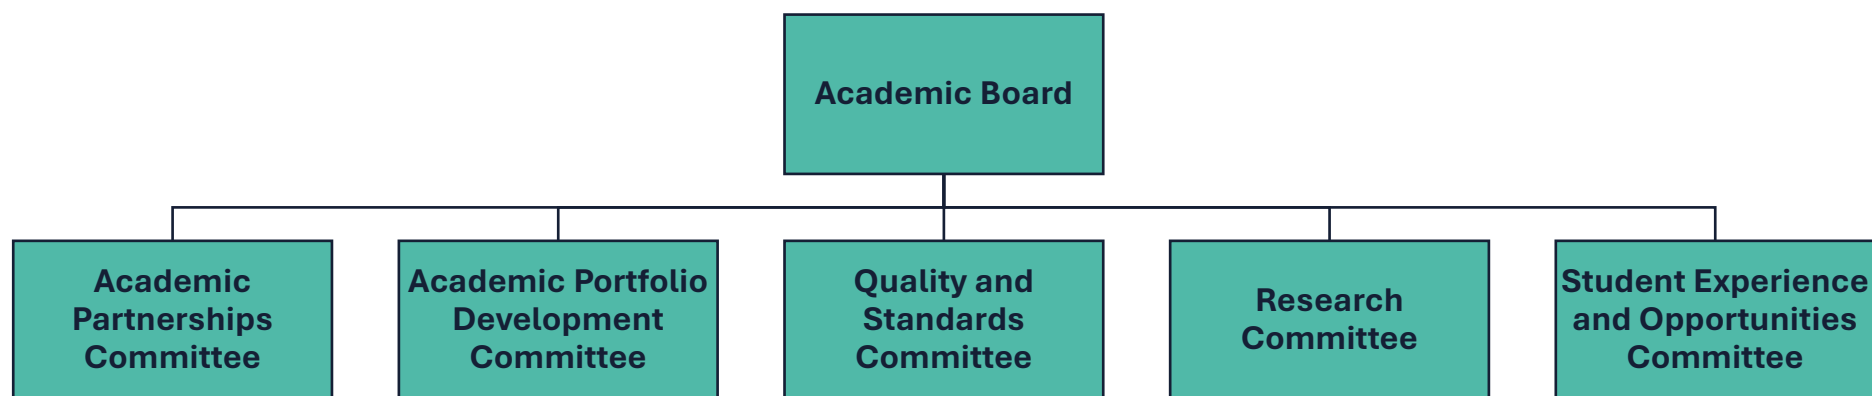 Academic Board
Academic
Partnerships
Committee
Academic Portfolio
Development
Committee
Quality and
Standards
Committee
Research
Committee
Student Experience
and Opportunities
Committee